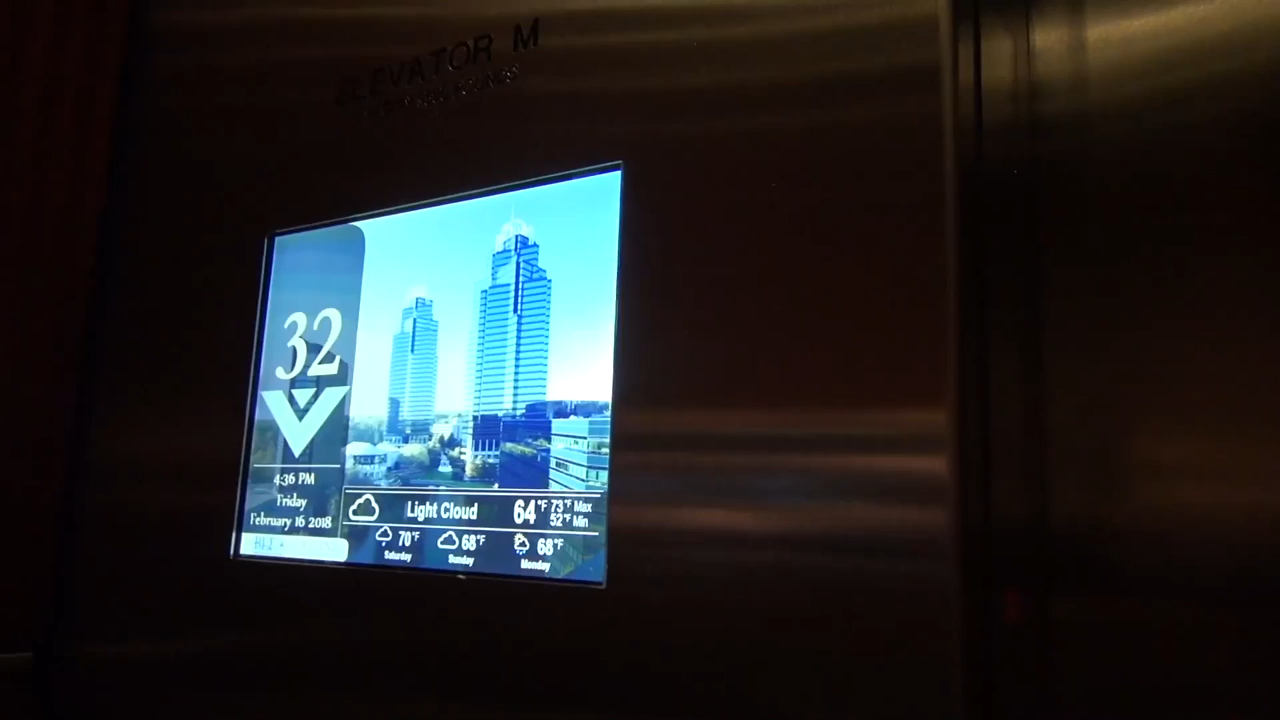 ELEVATOR M
32
4:36 PM
Friday
February 16 2018
Light Cloud
64°F
73°F Max
52°F Min
70°F
Saturday
68°F
Sunday
68°F
Monday